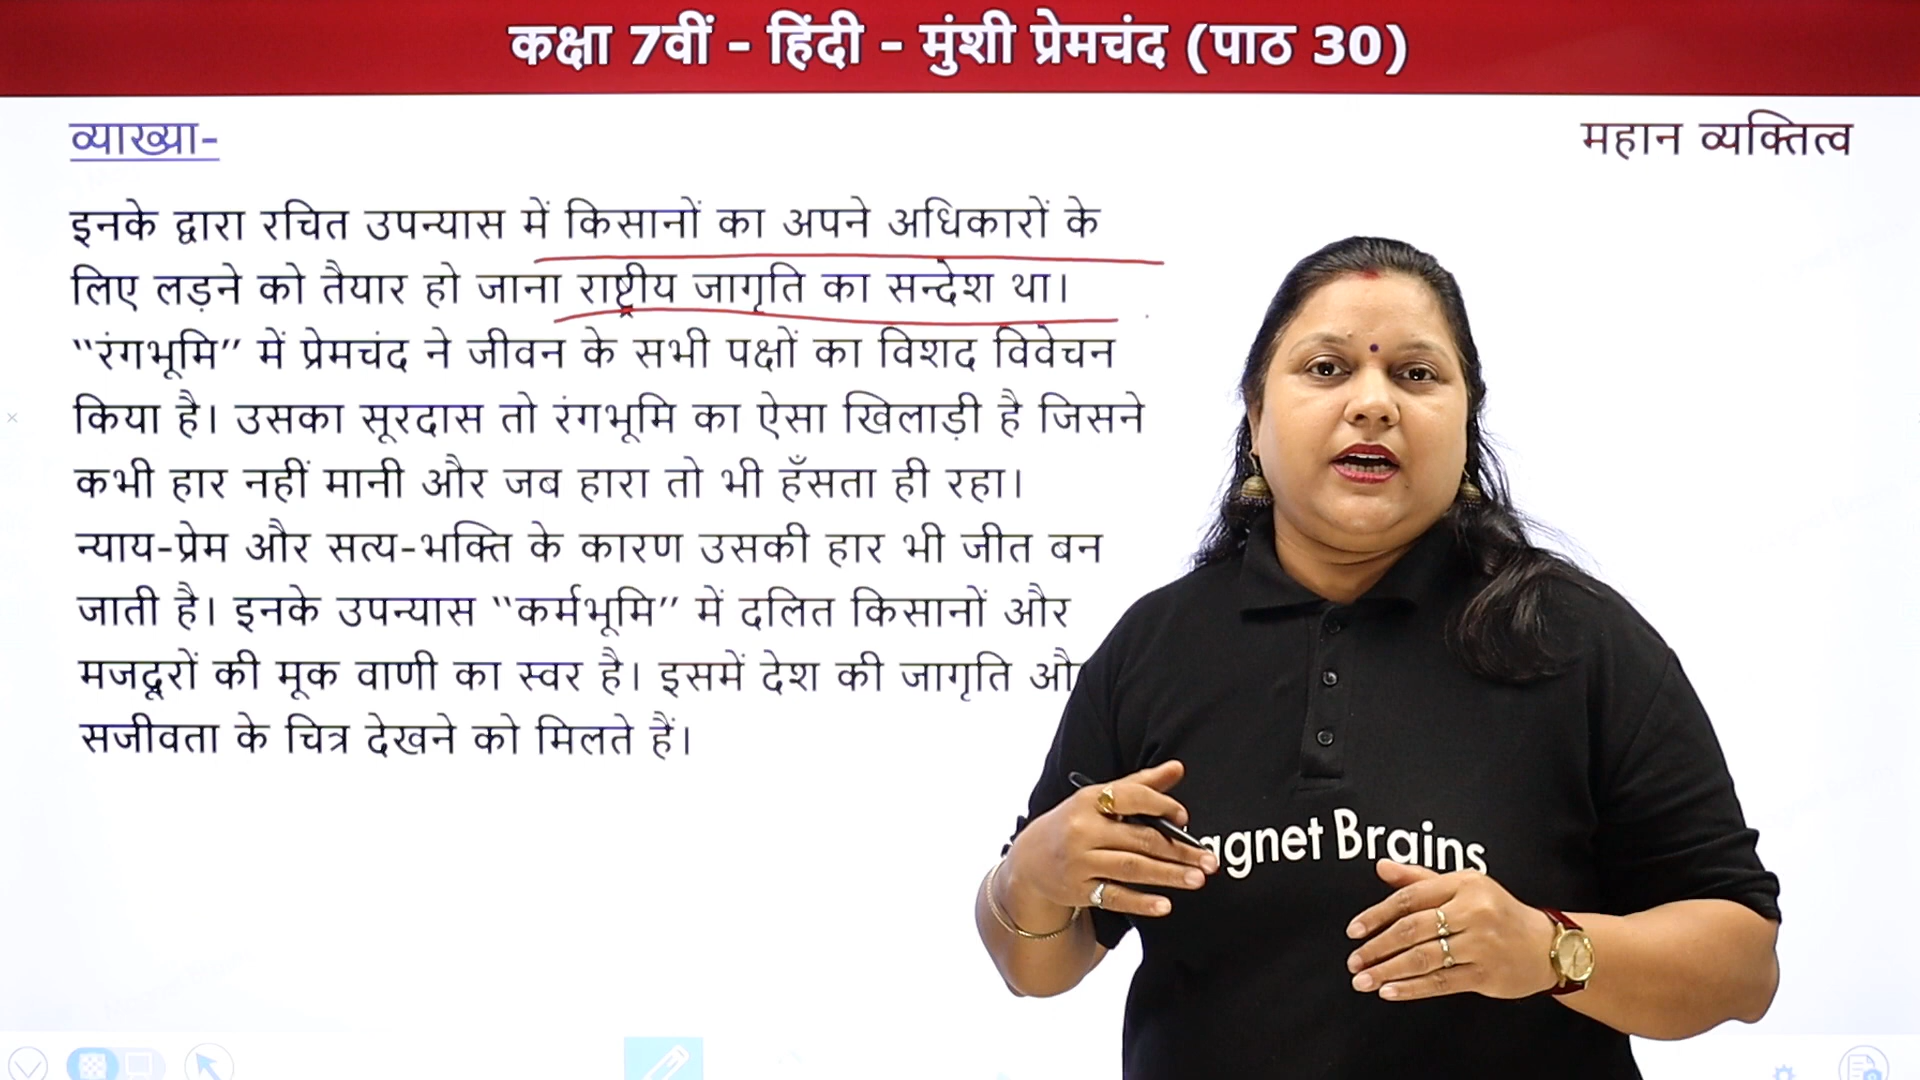 कक्षा 7वीं - हिंदी - मुंशी प्रेमचंद (पाठ 30)
व्याख्या-
महान व्यक्तित्व
इनके द्वारा रचित उपन्यास में किसानों का अपने अधिकारों के
लिए लड़ने को तैयार हो जाना राष्ट्रीय जागृति का सन्देश था।
“रंगभूमि” में प्रेमचंद ने जीवन के सभी पक्षों का विशद विवेचन
किया है। उसका सूरदास तो रंगभूमि का ऐसा खिलाड़ी है जिसने
कभी हार नहीं मानी और जब हारा तो भी हँसता ही रहा।
न्याय-प्रेम और सत्य-भक्ति के कारण उसकी हार भी जीत बन
जाती है। इनके उपन्यास “कर्मभूमि” में दलित किसानों और
मजदूरों की मूक वाणी का स्वर है। इसमें देश की जागृति
सजीवता के चित्र देखने को मिलते हैं।
Brains